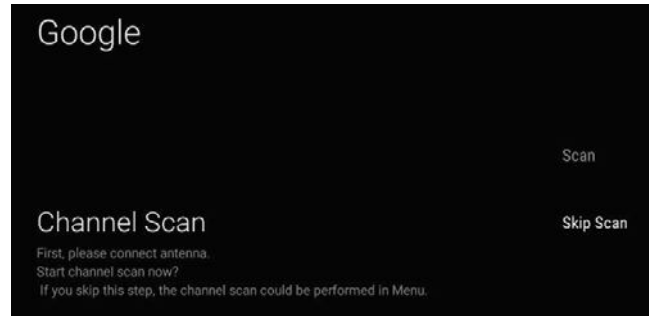 Google
Scan
Channel Scan
Skip Scan
First, please connect antenna.
Start channel scan now?
If you skip this step, the channel scan could be performed in Menu.